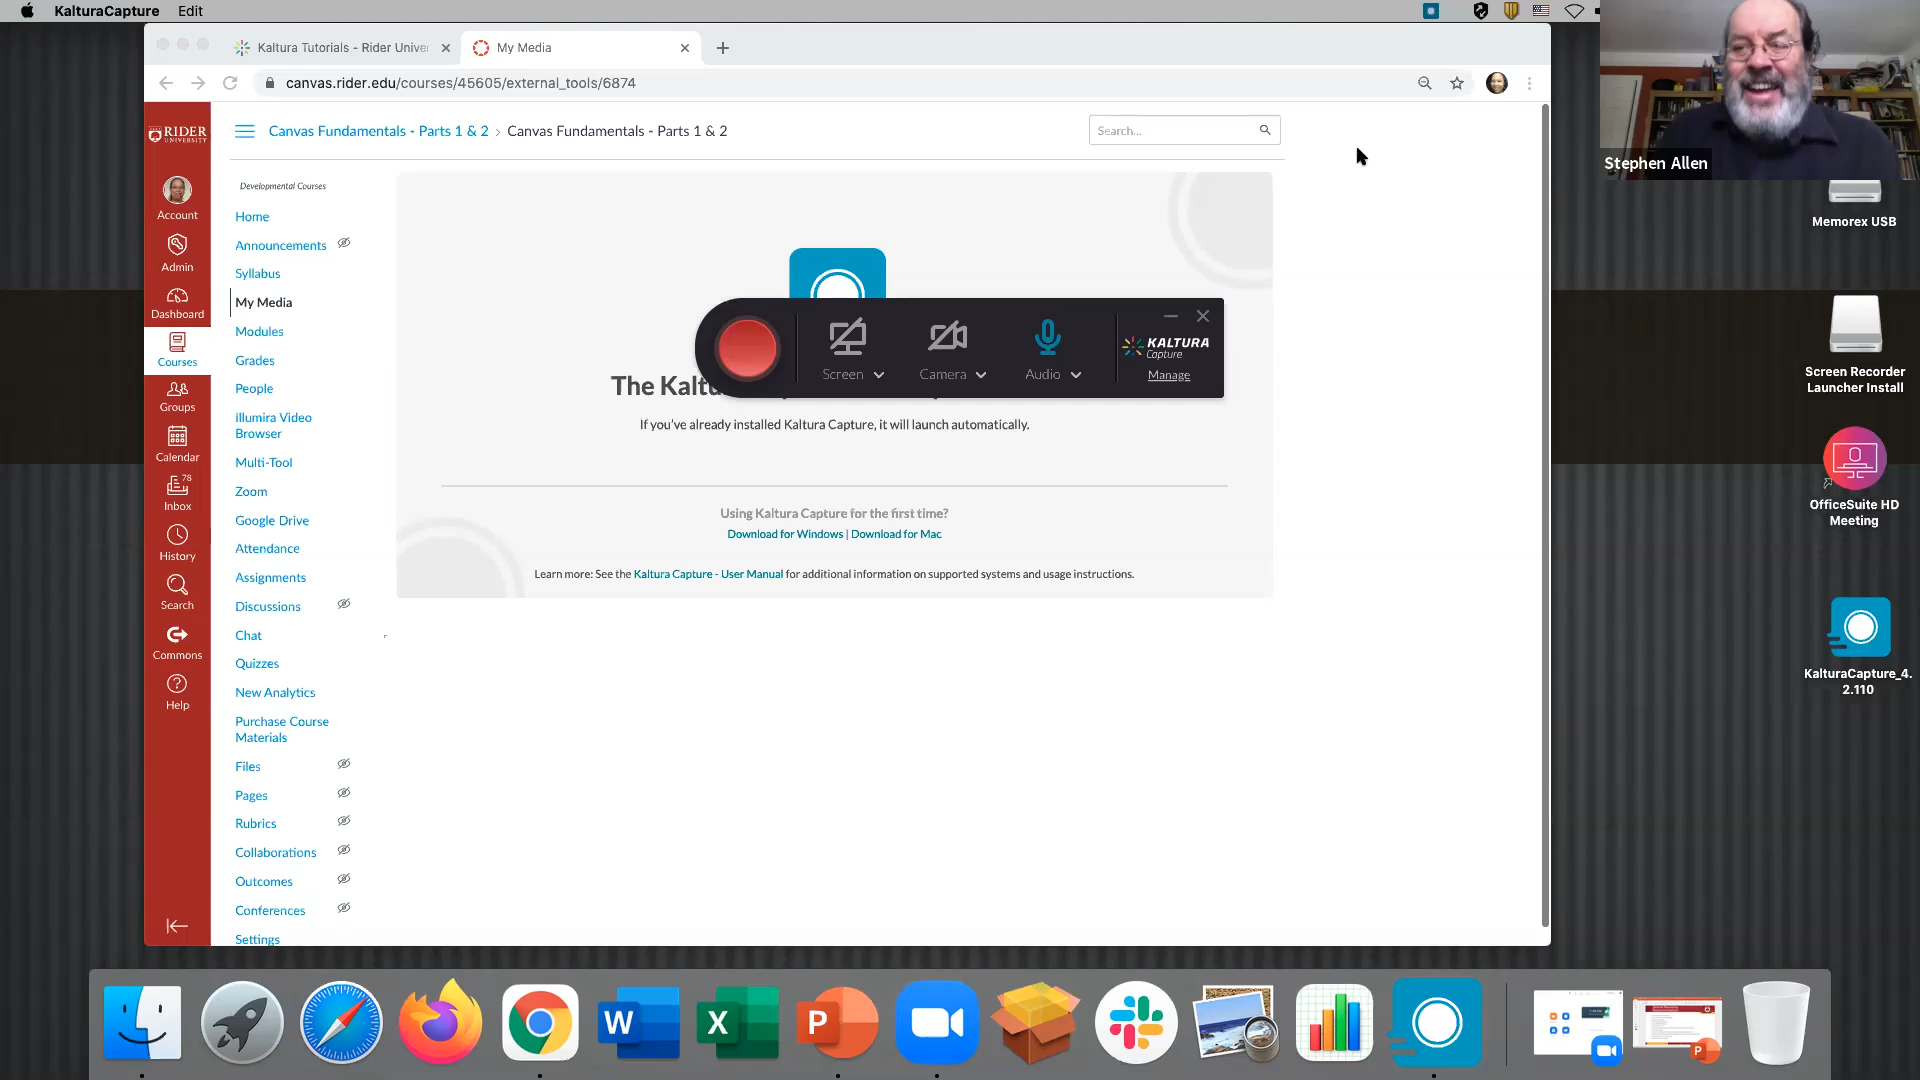 KalturaCapture Edit
Kaltura Tutorials - Rider Unive
My Media
canvas.rider.edu/courses/45605/external_tools/6874
RIDER
UNIVERSITY
Canvas Fundamentals - Parts 1 & 2 › Canvas Fundamentals - Parts 1 & 2
Search...
Stephen Allen
Account
Admin
Dashboard
Courses
Groups
Calendar
78
Inbox
History
Search
Commons
Help
Developmental Courses
Home
Announcements
Syllabus
My Media
Modules
Grades
People
Illumira Video
Browser
Multi-Tool
Zoom
Google Drive
Attendance
Assignments
Discussions
Chat
Quizzes
New Analytics
Purchase Course
Materials
Files
Pages
Rubrics
Collaborations
Outcomes
Conferences
Settings
Screen
Camera
Audio
KALTURA
Capture
Manage
The Kaltu
If you've already installed Kaltura Capture, it will launch automatically.
Using Kaltura Capture for the first time?
Download for Windows | Download for Mac
Learn more: See the Kaltura Capture - User Manual for additional information on supported systems and usage instructions.
Memorex USB
Screen Recorder
Launcher Install
OfficeSuite HD
Meeting
KalturaCapture_4.
2.110
W
X
P
P